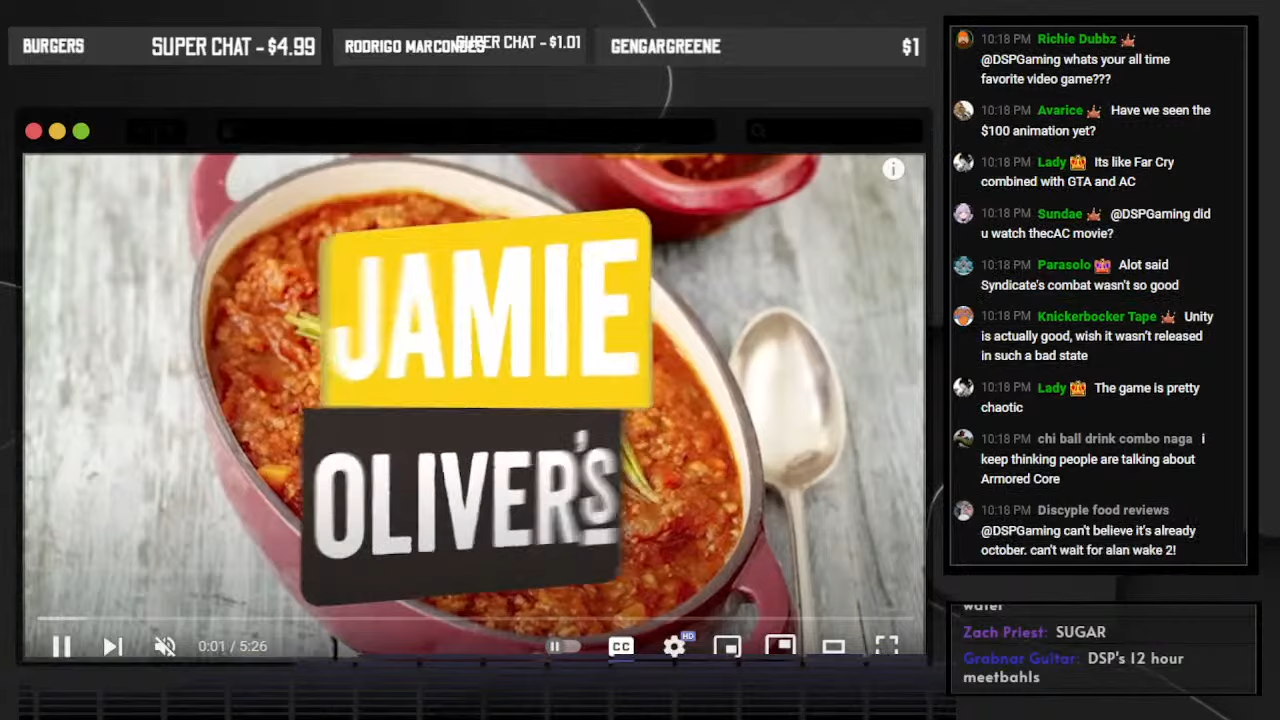 BURGERS
SUPER CHAT - $4.99
RODRIGO MARCONDES
SUPER CHAT - $1.01
GENGARGREENE
$1
JAMIE
OLIVER'S
0:01 / 5:26
CC
HD
10:18 PM Richie Dubbz
@DSPGaming whats your all time
favorite video game???
10:18 PM Avarice Have we seen the
$100 animation yet?
10:18 PM Lady Its like Far Cry
combined with GTA and AC
10:18 PM Sundae @DSPGaming did
u watch thecAC movie?
10:18 PM Parasolo Alot said
Syndicate's combat wasn't so good
10:18 PM Knickerbocker Tape Unity
is actually good, wish it wasn't released
in such a bad state
10:18 PM Lady The game is pretty
chaotic
10:18 PM chi ball drink combo naga i
keep thinking people are talking about
Armored Core
10:18 PM Discyple food reviews
@DSPGaming can't believe it's already
october. can't wait for alan wake 2!
water
Zach Priest: SUGAR
Grabnar Guitar: DSP's 12 hour
meetbahls